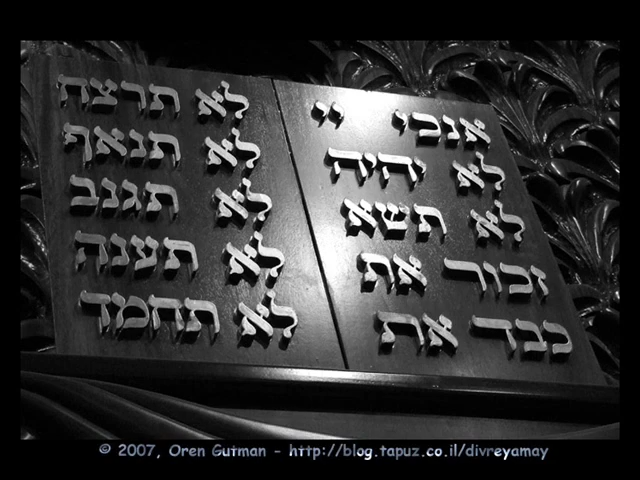 אנכי יי
לא יהיה
לא תשא
זכור את
כבד את
לא תרצח
לא תנאף
לא תגנב
לא תענה
לא תחמד
© 2007, Oren Gutman - http://blog.tapuz.co.il/divreyamay